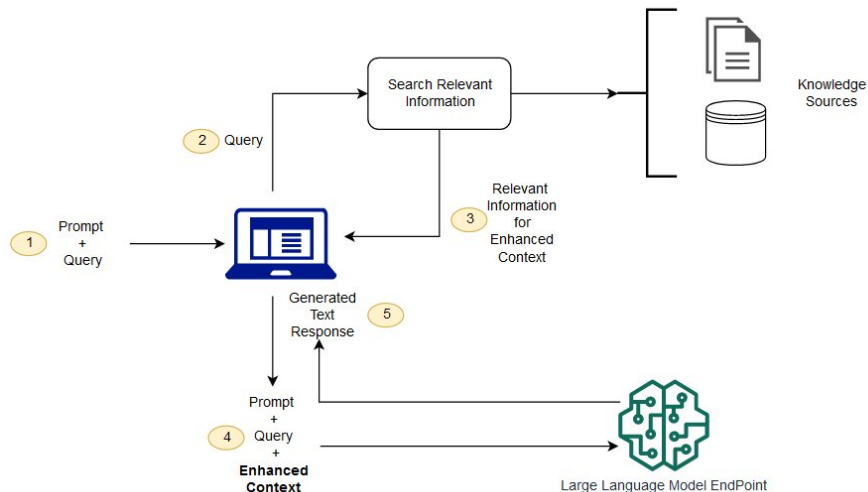 Search Relevant
Information
Knowledge
Sources
2
Query
Relevant
Information
for
Enhanced
Context
3
1
Prompt
+
Query
Generated
Text
Response
5
Prompt
+
4
Query
+
Enhanced
Context
Large Language Model EndPoint